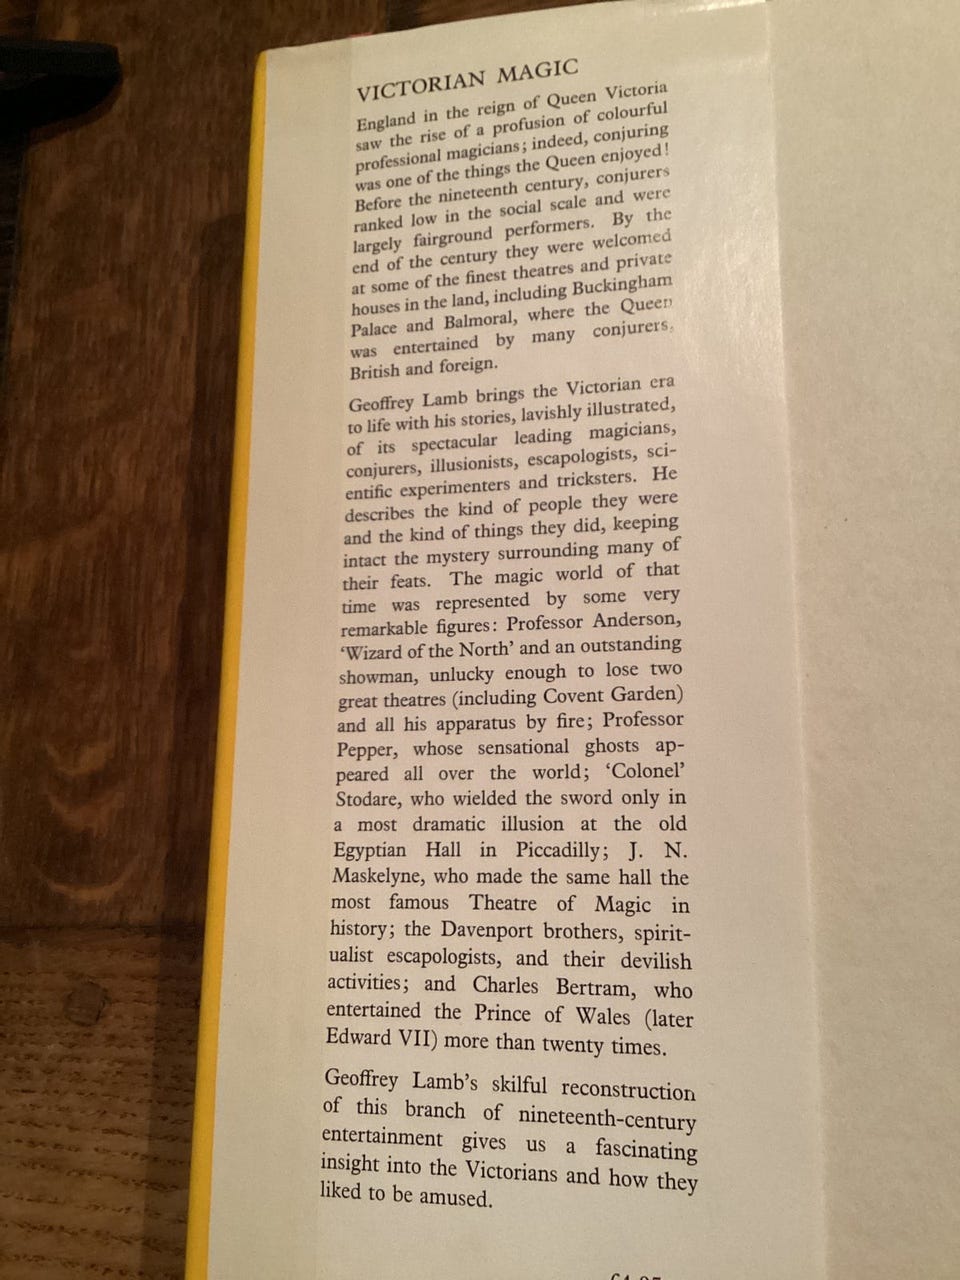 VICTORIAN MAGIC
England in the reign of Queen Victoria
saw the rise of a profusion of colourful
professional magicians; indeed, conjuring
was one of the things the Queen enjoyed!
Before the nineteenth century, conjurers
ranked low in the social scale and were
largely fairground performers. By the
end of the century they were welcomed
at some of the finest theatres and private
houses in the land, including Buckingham
Palace and Balmoral, where the Queen
was entertained by many conjurers,
British and foreign.
Geoffrey Lamb brings the Victorian era
to life with his stories, lavishly illustrated,
of its spectacular leading magicians,
conjurers, illusionists, escapologists, sci-
entific experimenters and tricksters. He
describes the kind of people they were
and the kind of things they did, keeping
intact the mystery surrounding many of
their feats. The magic world of that
time was represented by some very
remarkable figures: Professor Anderson,
‘Wizard of the North’ and an outstanding
showman, unlucky enough to lose two
great theatres (including Covent Garden)
and all his apparatus by fire; Professor
Pepper, whose sensational ghosts ap-
peared all over the world; ‘Colonel’
Stodare, who wielded the sword only in
a most dramatic illusion at the old
Egyptian Hall in Piccadilly; J. N.
Maskelyne, who made the same hall the
most famous Theatre of Magic in
history; the Davenport brothers, spirit-
ualist escapologists, and their devilish
activities; and Charles Bertram, who
entertained the Prince of Wales (later
Edward VII) more than twenty times.
Geoffrey Lamb’s skilful reconstruction
of this branch of nineteenth-century
entertainment gives us a fascinating
insight into the Victorians and how they
liked to be amused.